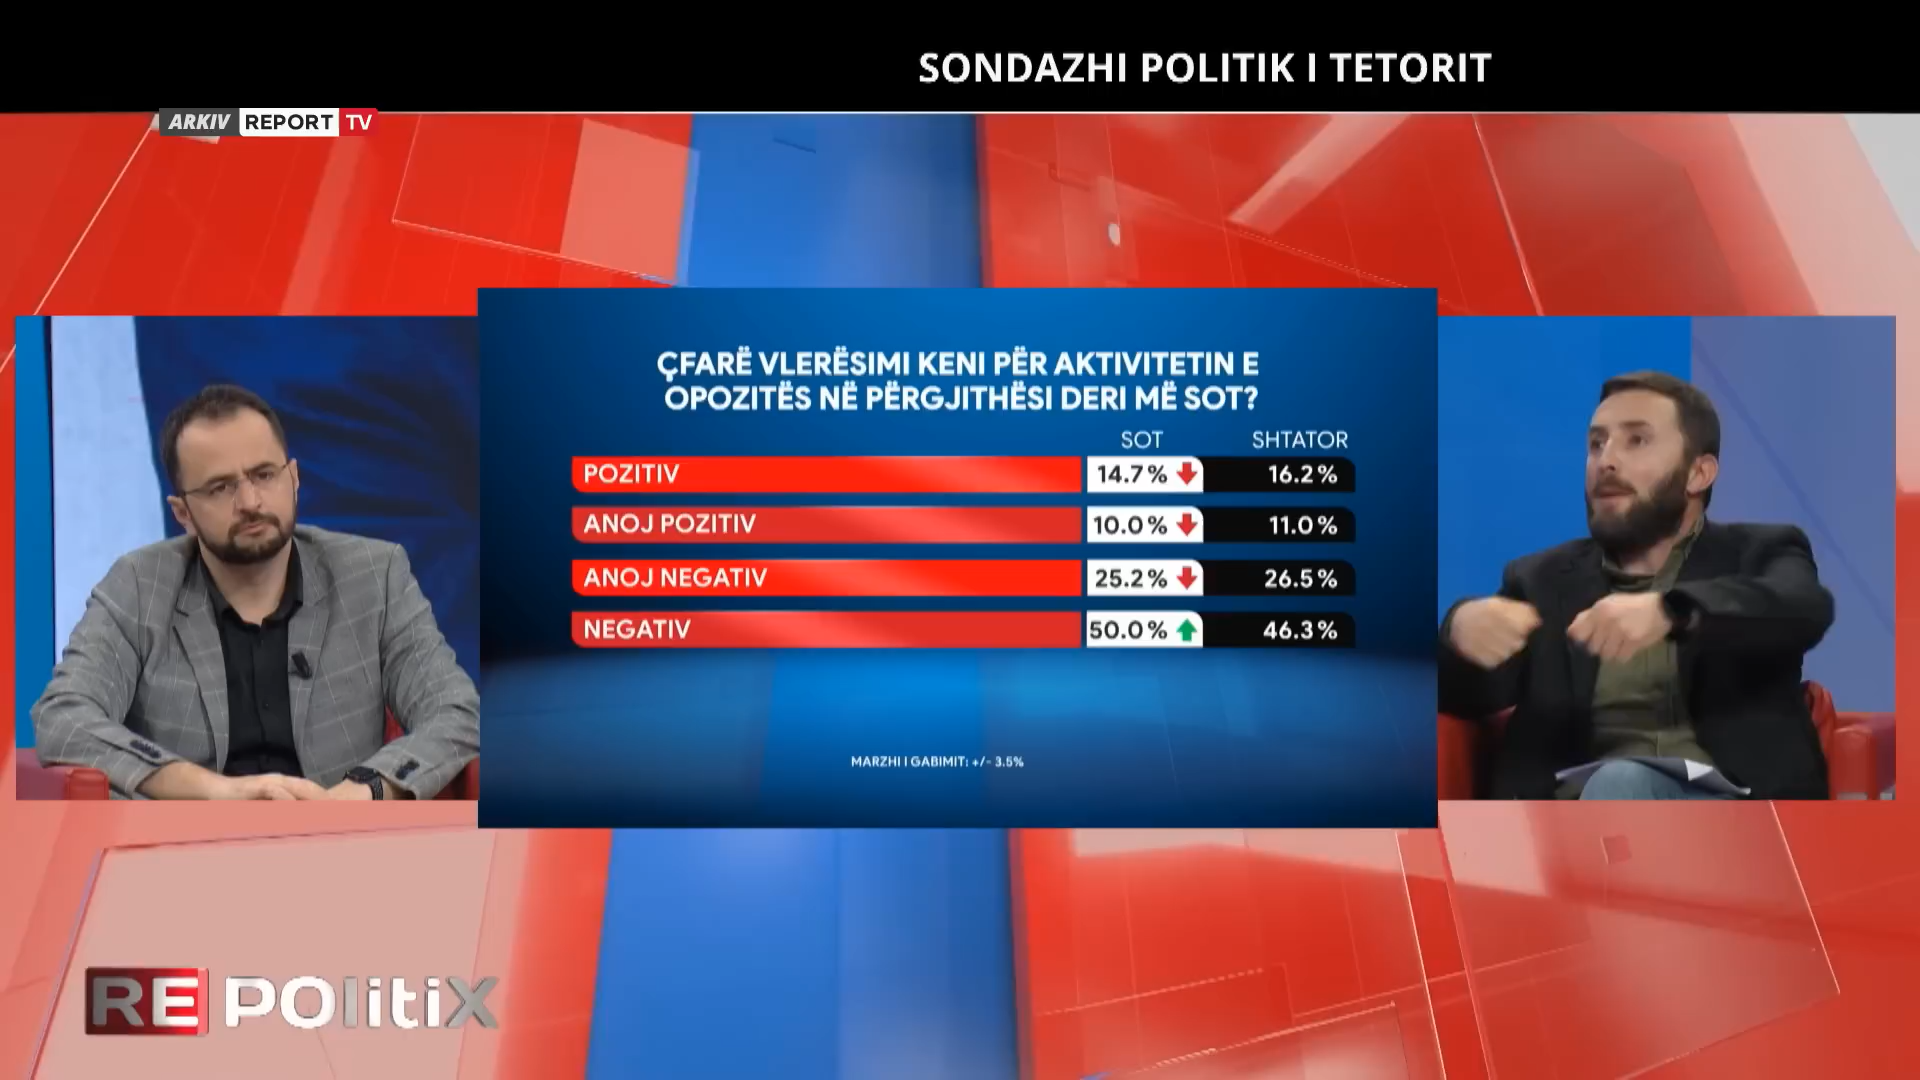 SONDAZHI POLITIK I TETORIT
ARKIV REPORT TV
ÇFARË VLERËSIMI KENI PËR AKTIVITETIN E
OPOZITËS NË PËRGJITHËSI DERI MË SOT?
SOT SHTATOR
POZITIV 14.7% 16.2%
ANOJ POZITIV 10.0% 11.0%
ANOJ NEGATIV 25.2% 26.5%
NEGATIV 50.0% 46.3%
MARZHI I GABIMIT: +/- 3.5%
REPOlitiX